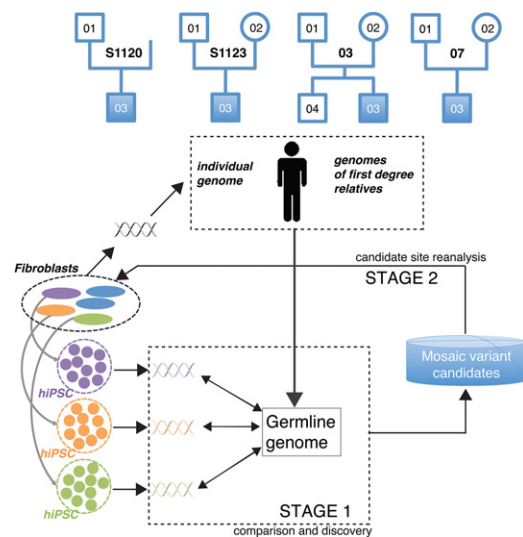 01
S1120
03
01
02
S1123
03
01
02
03
04
03
01
02
07
03
individual
genome
genomes
of first degree
relatives
Fibroblasts
candidate site reanalysis
STAGE 2
Mosaic variant
candidates
hiPSC
hiPSC
hiPSC
Germline
genome
STAGE 1
comparison and discovery